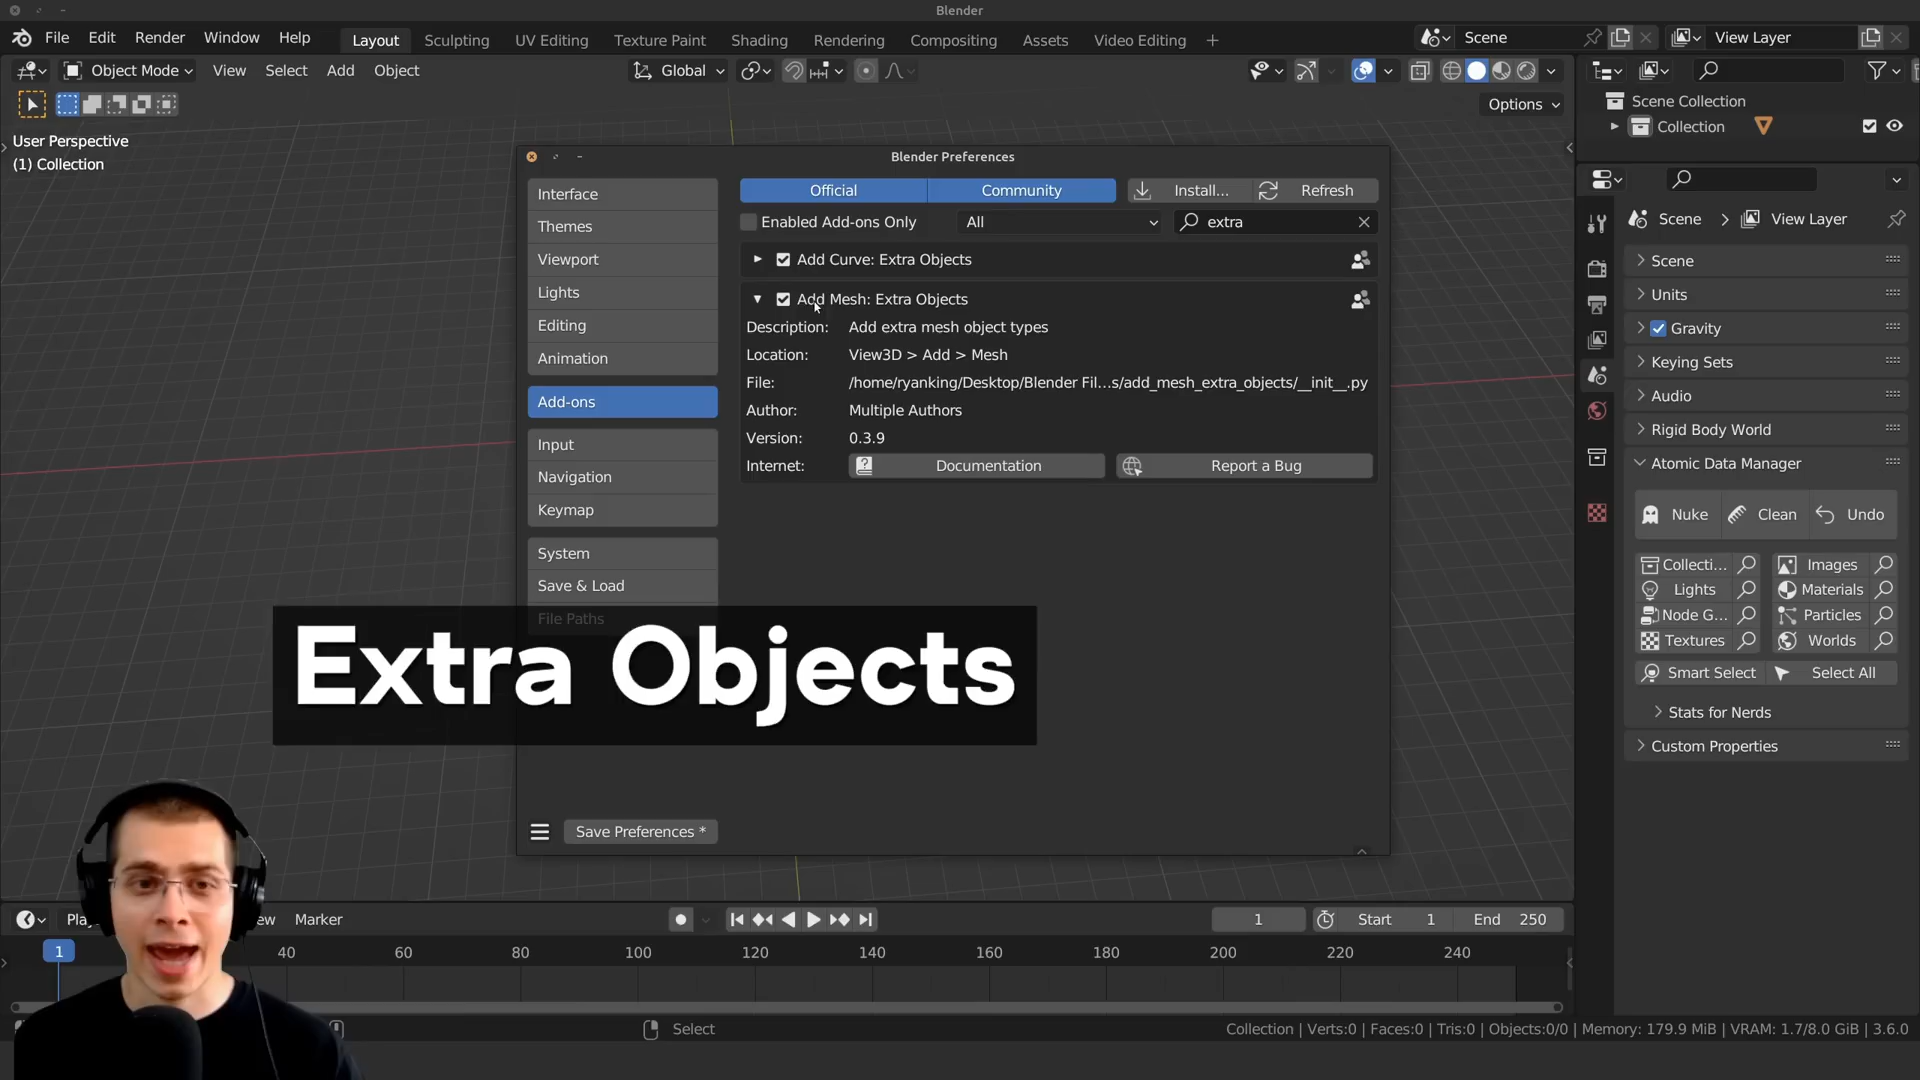 Blender
File Edit Render Window Help Layout Sculpting UV Editing Texture Paint Shading Rendering Compositing Assets Video Editing + Scene View Layer
Object Mode View Select Add Object Global
Options
User Perspective
(1) Collection
Scene Collection
Collection
Blender Preferences
Interface
Themes
Viewport
Lights
Editing
Animation
Add-ons
Input
Navigation
Keymap
System
Save & Load
File Paths
Official Community Install... Refresh
Enabled Add-ons Only All extra
Add Curve: Extra Objects
Add Mesh: Extra Objects
Description: Add extra mesh object types
Location: View3D > Add > Mesh
File: /home/ryanking/Desktop/Blender Fil...s/add_mesh_extra_objects/__init__.py
Author: Multiple Authors
Version: 0.3.9
Internet: Documentation Report a Bug
Save Preferences *
Extra Objects
Scene > View Layer
Scene
Units
Gravity
Keying Sets
Audio
Rigid Body World
Atomic Data Manager
Nuke Clean Undo
Collecti... Images
Lights Materials
Node G... Particles
Textures Worlds
Smart Select Select All
Stats for Nerds
Custom Properties
Marker 1 Start 1 End 250
1 40 60 80 100 120 140 160 180 200 220 240
Select
Collection | Verts:0 | Faces:0 | Tris:0 | Objects:0/0 | Memory: 179.9 MiB | VRAM: 1.7/8.0 GiB | 3.6.0